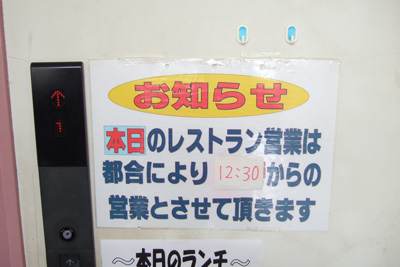 お知らせ
本日のレストラン営業は
都合により 12:30 からの
営業とさせて頂きます
〜本日のランチ〜